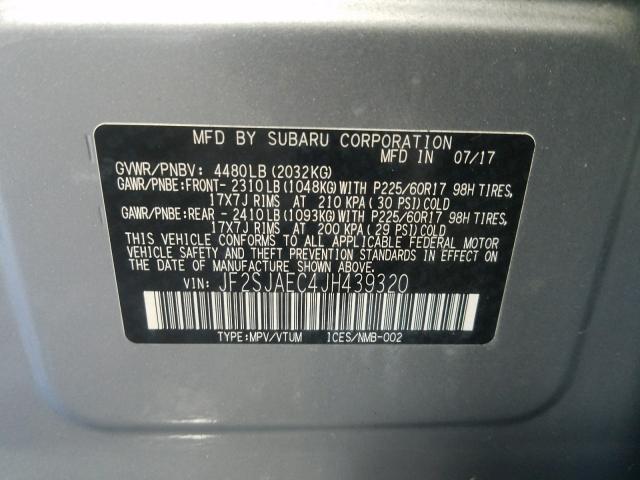 MFD BY SUBARU CORPORATION
MFD IN 07/17
GVWR/PNBV: 4480LB (2032KG)
GAWR/PNBE:FRONT- 2310LB(1048KG)WITH P225/60R17 98H TIRES,
17X7J RIMS AT 210 KPA( 30 PSI)COLD
GAWR/PNBE:REAR - 2410LB(1093KG)WITH P225/60R17 98H TIRES,
17X7J RIMS AT 200 KPA( 29 PSI)COLD
THIS VEHICLE CONFORMS TO ALL APPLICABLE FEDERAL MOTOR
VEHICLE SAFETY, BUMPER, AND THEFT PREVENTION STANDARDS
IN EFFECT ON THE DATE OF MANUFACTURE SHOWN ABOVE.
VIN: JF2SJAEC4JH439320
TYPE:MPV/VTUM ICES/NMB-002